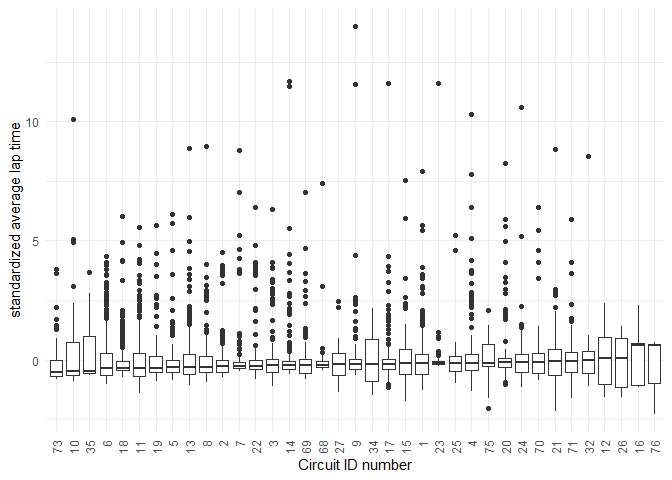 standardized average lap time
10
5
0
73 10 35 6 18 11 19 5 13 8 2 7 22 3 14 69 68 27 9 34 17 15 1 23 25 4 75 20 24 70 21 71 32 12 26 16 76
Circuit ID number